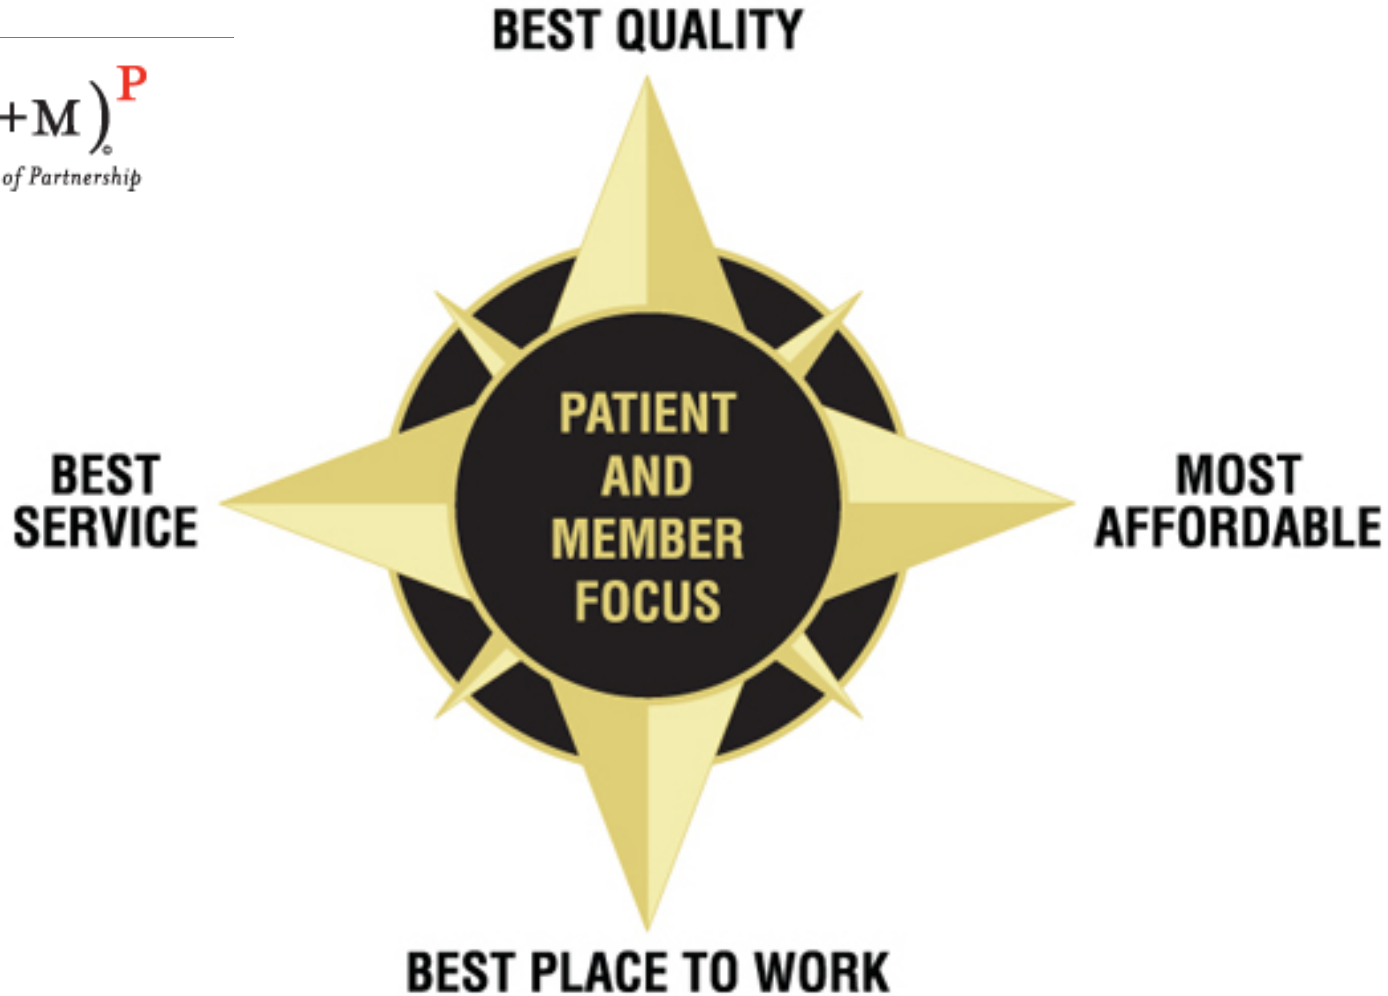 BEST QUALITY
+M)P
©
of Partnership
PATIENT
AND
MEMBER
FOCUS
BEST
SERVICE
MOST
AFFORDABLE
BEST PLACE TO WORK